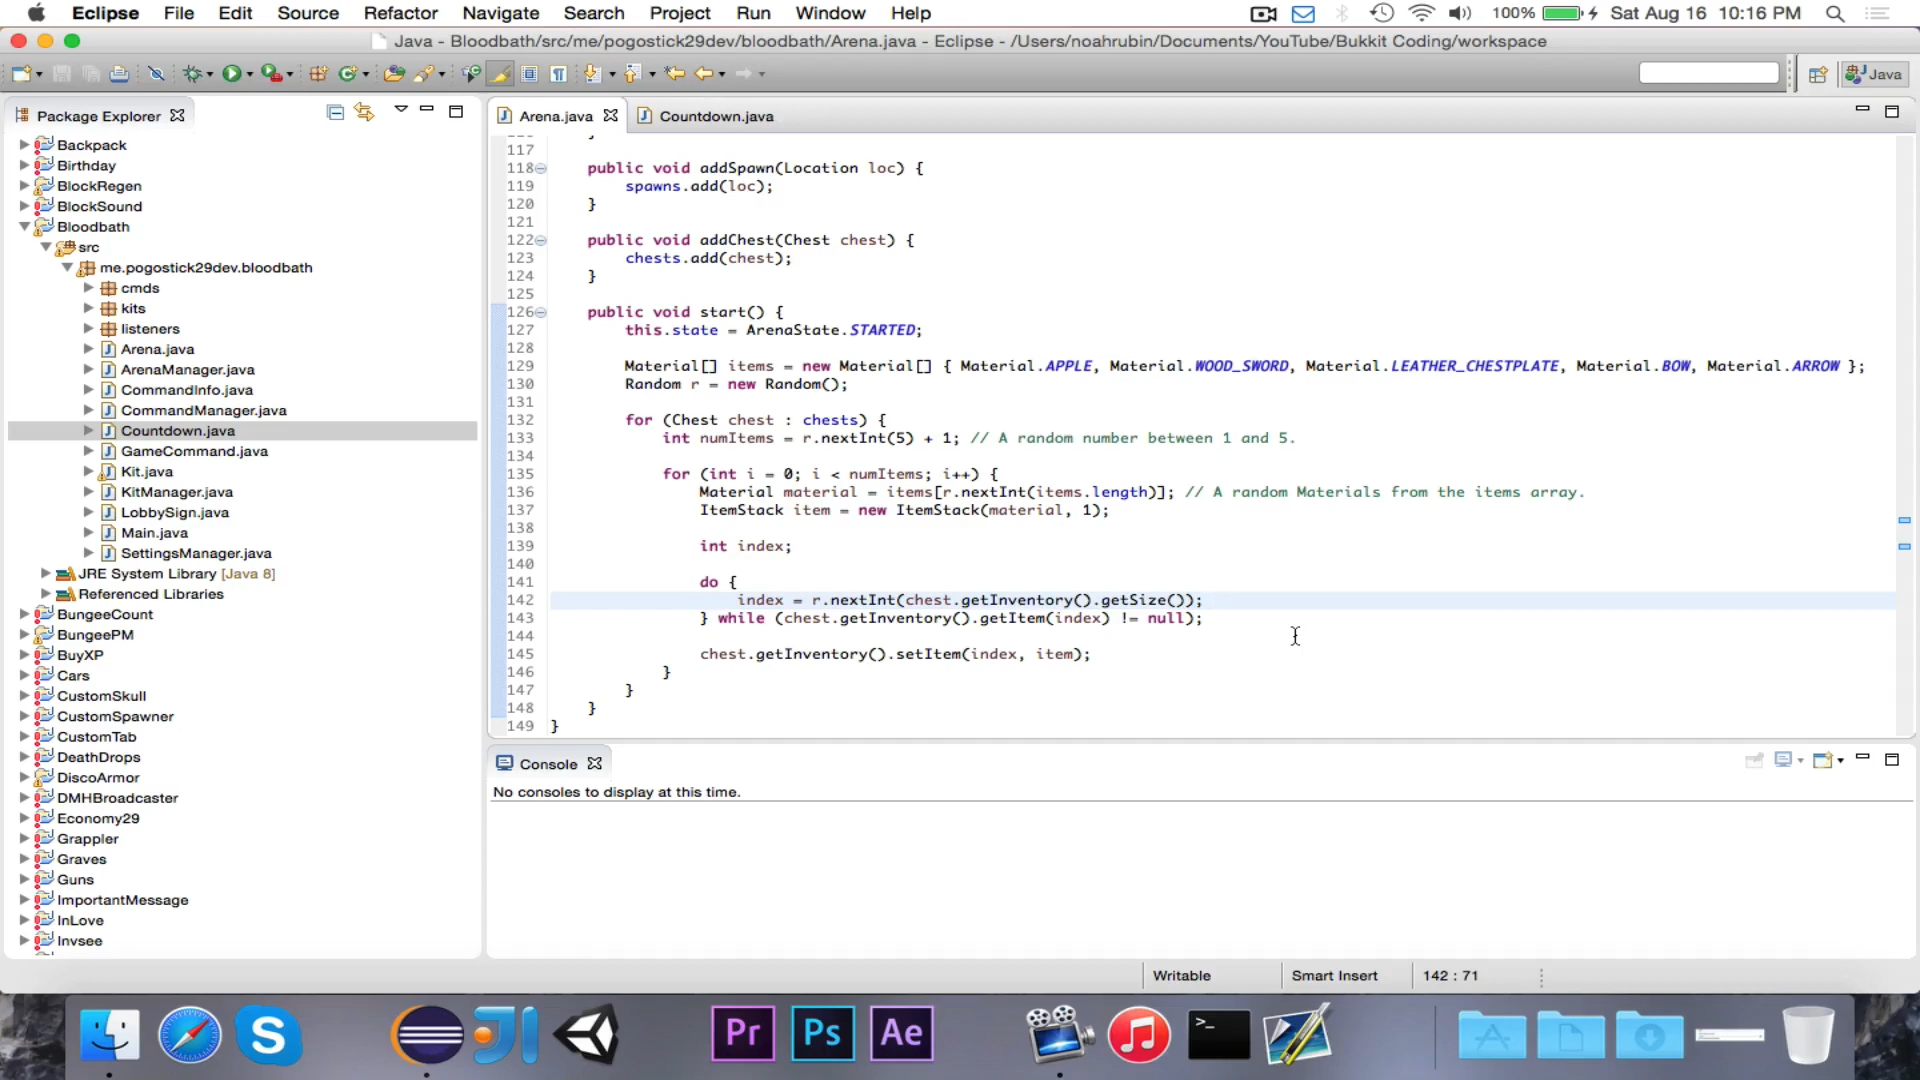 Eclipse File Edit Source Refactor Navigate Search Project Run Window Help 100% Sat Aug 16 10:16 PM
Java - Bloodbath/src/me/pogostick29dev/bloodbath/Arena.java - Eclipse - /Users/noahrubin/Documents/YouTube/Bukkit Coding/workspace
Java
Package Explorer
Backpack
Birthday
BlockRegen
BlockSound
Bloodbath
src
me.pogostick29dev.bloodbath
cmds
kits
listeners
Arena.java
ArenaManager.java
CommandInfo.java
CommandManager.java
Countdown.java
GameCommand.java
Kit.java
KitManager.java
LobbySign.java
Main.java
SettingsManager.java
JRE System Library [Java 8]
Referenced Libraries
BungeeCount
BungeePM
BuyXP
Cars
CustomSkull
CustomSpawner
CustomTab
DeathDrops
DiscoArmor
DMHBroadcaster
Economy29
Grappler
Graves
Guns
ImportantMessage
InLove
Invsee
Arena.java Countdown.java
117
118 public void addSpawn(Location loc) {
119 spawns.add(loc);
120 }
121
122 public void addChest(Chest chest) {
123 chests.add(chest);
124 }
125
126 public void start() {
127 this.state = ArenaState.STARTED;
128
129 Material[] items = new Material[] { Material.APPLE, Material.WOOD_SWORD, Material.LEATHER_CHESTPLATE, Material.BOW, Material.ARROW };
130 Random r = new Random();
131
132 for (Chest chest : chests) {
133 int numItems = r.nextInt(5) + 1; // A random number between 1 and 5.
134
135 for (int i = 0; i < numItems; i++) {
136 Material material = items[r.nextInt(items.length)]; // A random Materials from the items array.
137 ItemStack item = new ItemStack(material, 1);
138
139 int index;
140
141 do {
142 index = r.nextInt(chest.getInventory().getSize());
143 } while (chest.getInventory().getItem(index) != null);
144
145 chest.getInventory().setItem(index, item);
146 }
147 }
148 }
149 }
Console
No consoles to display at this time.
Writable Smart Insert 142 : 71
S JI Pr Ps Ae >_